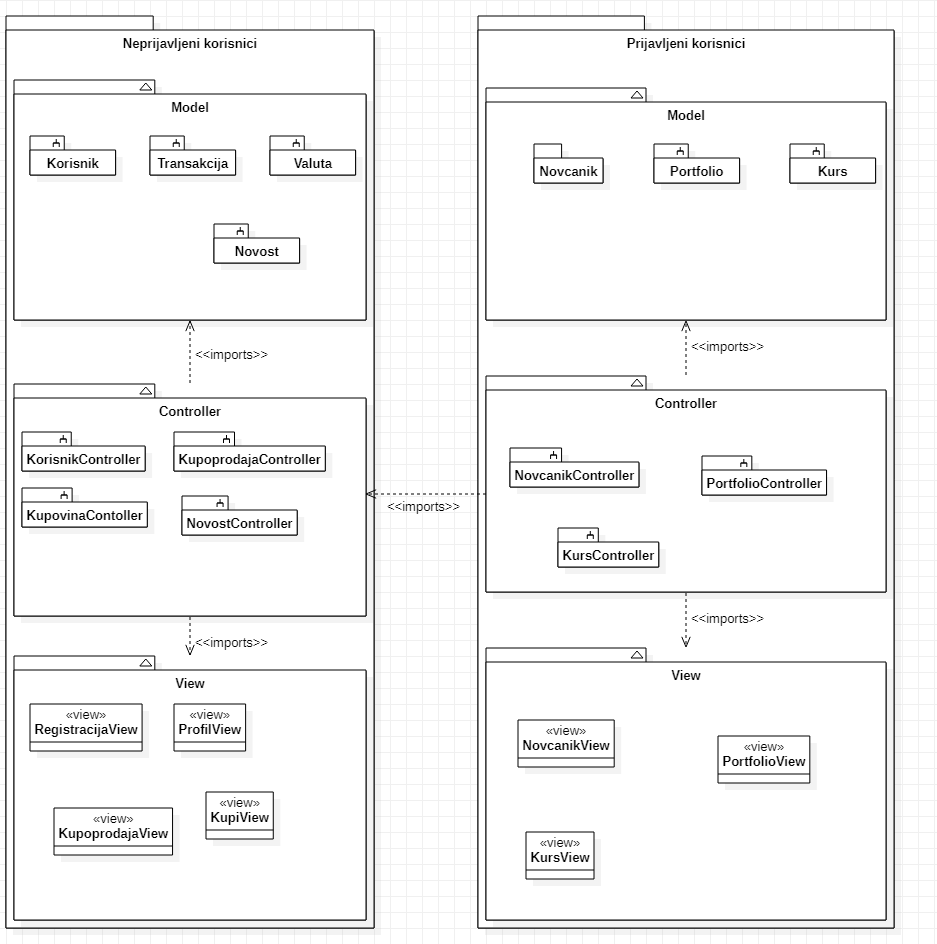 Neprijavljeni korisnici
Model
Korisnik
Transakcija
Valuta
Novost
<<imports>>
Controller
KorisnikController
KupoprodajaController
KupovinaContoller
NovostController
<<imports>>
View
«view»
RegistracijaView
«view»
ProfilView
«view»
KupoprodajaView
«view»
KupiView
<<imports>>
Prijavljeni korisnici
Model
Novcanik
Portfolio
Kurs
<<imports>>
Controller
NovcanikController
PortfolioController
KursController
<<imports>>
View
«view»
NovcanikView
«view»
PortfolioView
«view»
KursView